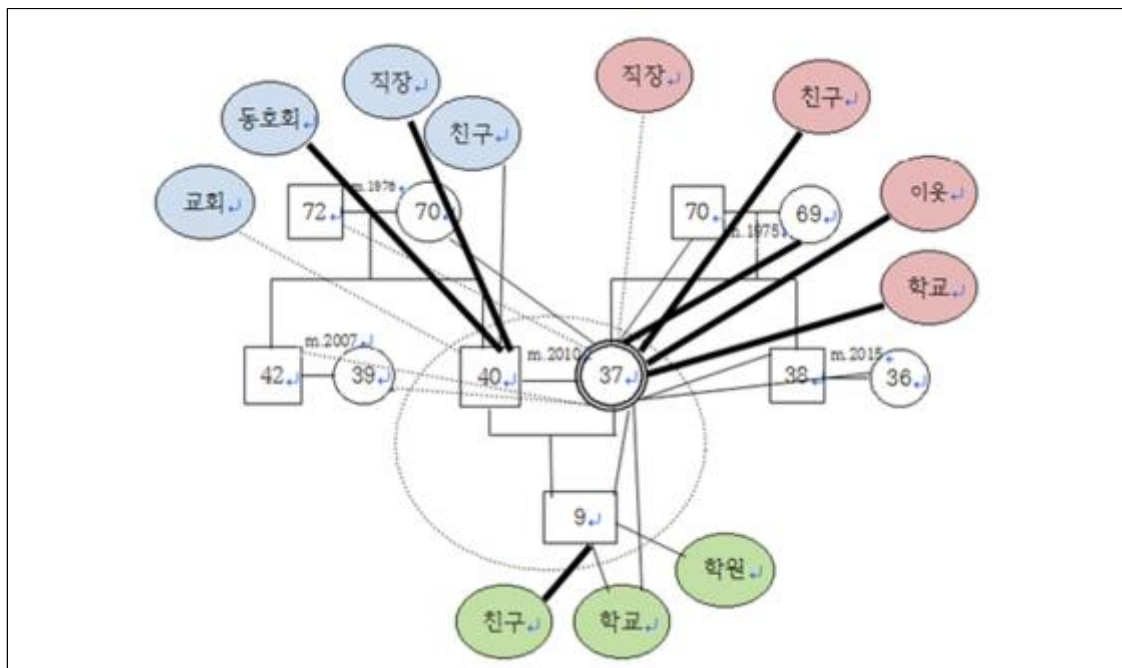 직장
직장
친구
동호회
친구
이웃
교회
m.1976
72
70
70
69
m.1975
학교
m.2007
m.2010
m.2015
42
39
40
37
38
36
9
학원
친구
학교